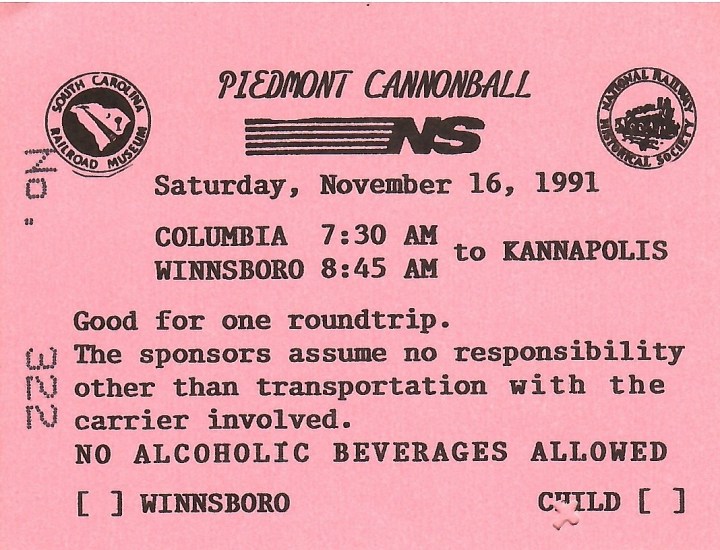 PIEDMONT CANNONBALL
SOUTH CAROLINA
RAILROAD MUSEUM
NS
NATIONAL RAILWAY
HISTORICAL SOCIETY
Saturday, November 16, 1991
COLUMBIA 7:30 AM
WINNSBORO 8:45 AM
to KANNAPOLIS
Good for one roundtrip.
The sponsors assume no responsibility
other than transportation with the
carrier involved.
NO ALCOHOLIC BEVERAGES ALLOWED
[ ] WINNSBORO
CHILD [ ]
No. 322